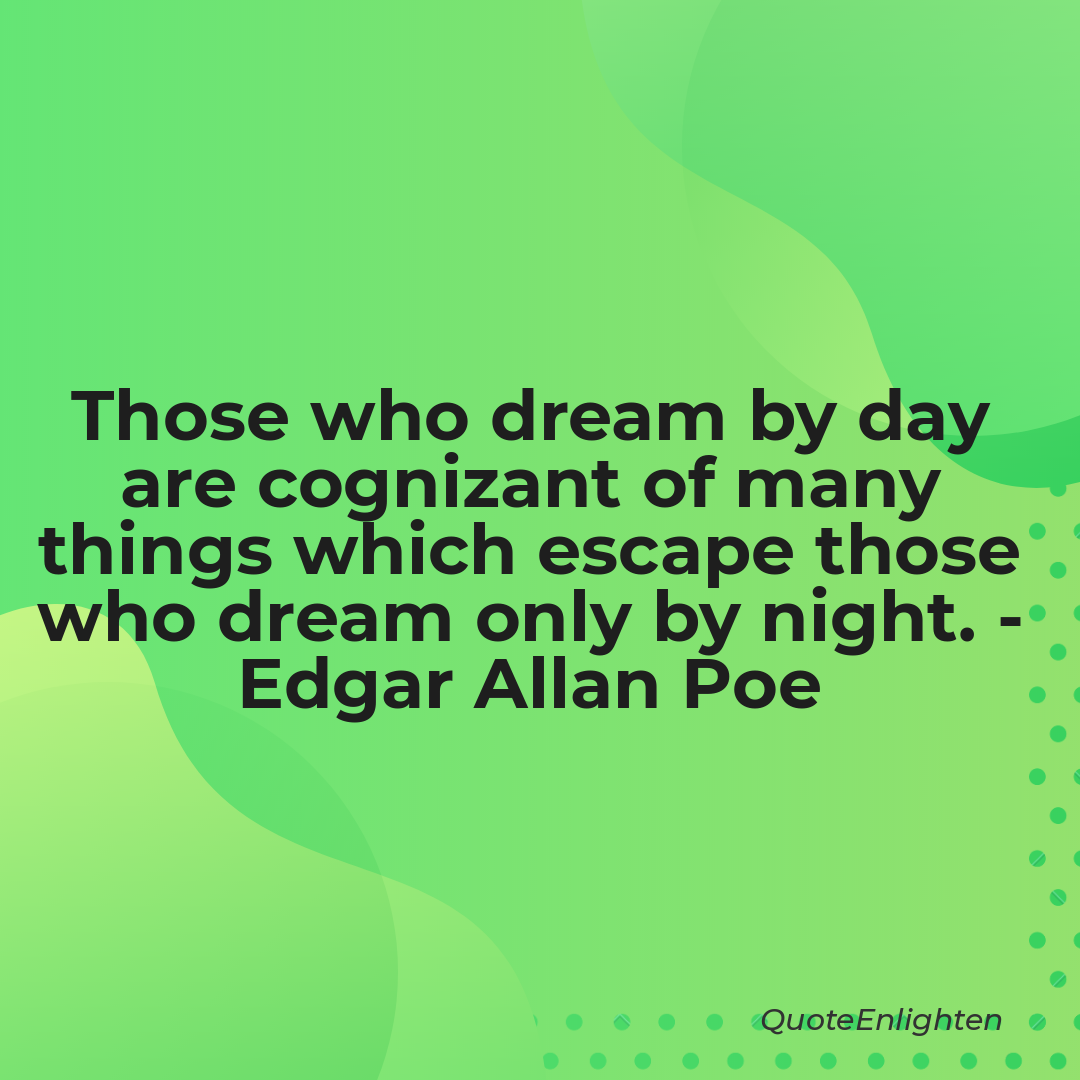 Those who dream by day
are cognizant of many
things which escape those
who dream only by night. -
Edgar Allan Poe
QuoteEnlighten